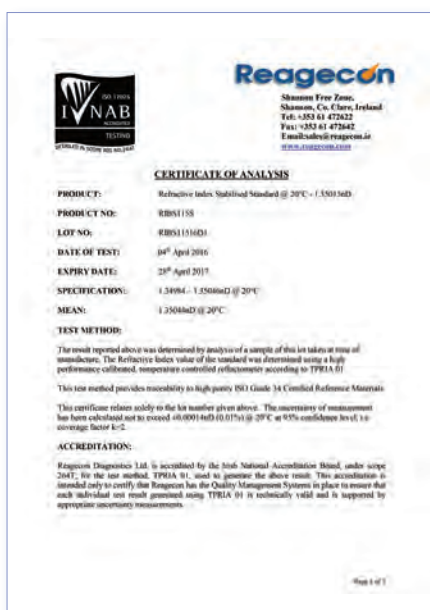 ISO 17025
INAB
ACCREDITED
TESTING
DETAILED IN SCOPE REG NO.264T
Reagecon
Shannon Free Zone,
Shannon, Co. Clare, Ireland
Tel: +353 61 472622
Fax: +353 61 472642
Email:sales@reagecon.ie
www.reagecon.com
CERTIFICATE OF ANALYSIS
PRODUCT: Refractive Index Stabilised Standard @ 20°C -
PRODUCT NO: RIBS115S
LOT NO:
DATE OF TEST: 04th April 2016
EXPIRY DATE: 28th April 2017
SPECIFICATION: 1.34984 - 1.35046nD @ 20°C
MEAN: @ 20°C
TEST METHOD:
The result reported above was determined by analysis of a sample of this lot taken at time of
manufacture. The Refractive Index value of the standard was determined using a high
performance calibrated, temperature controlled refractometer according to TPRIA 01
This test method provides traceability to high purity ISO Guide 34 Certified Reference Materials
This certificate relates solely to the lot number given above. The uncertainty of measurement
has been calculated not to exceed ±0.00014nD (0.01%) @ 20°C at 95% confidence level, i.e
coverage factor k=2.
ACCREDITATION:
Reagecon Diagnostics Ltd. is accredited by the Irish National Accreditation Board, under scope
264T, for the test method, TPRIA 01, used to generate the above result. This accreditation is
intended only to certify that Reagecon has the Quality Management Systems in place to ensure that
each individual test result generated using TPRIA 01 is technically valid and is supported by
appropriate uncertainty measurements.
Page 1 of 1